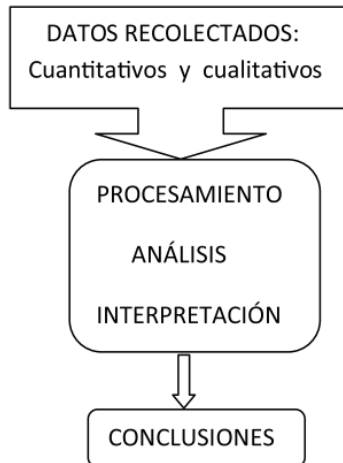 DATOS RECOLECTADOS:
Cuantitativos y cualitativos
PROCESAMIENTO
ANÁLISIS
INTERPRETACIÓN
CONCLUSIONES